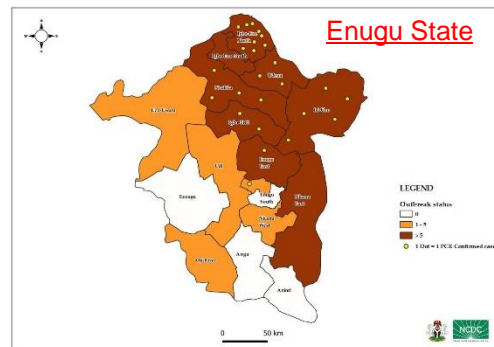 Enugu State
Igbo-Eze
North
Igbo-Eze South
Udenu
Nsukka
Isi-Uzo
Uzo-Uwani
Igbo-Etiti
Enugu
East
Udi
Enugu
South
Ezeagu
Nkanu
East
Nkanu
West
Oji-River
Awgu
Aninri
LEGEND
Outbreak status
0
1 - 5
> 5
1 Dot = 1 PCR Confirmed case
0 50 km
NCDC